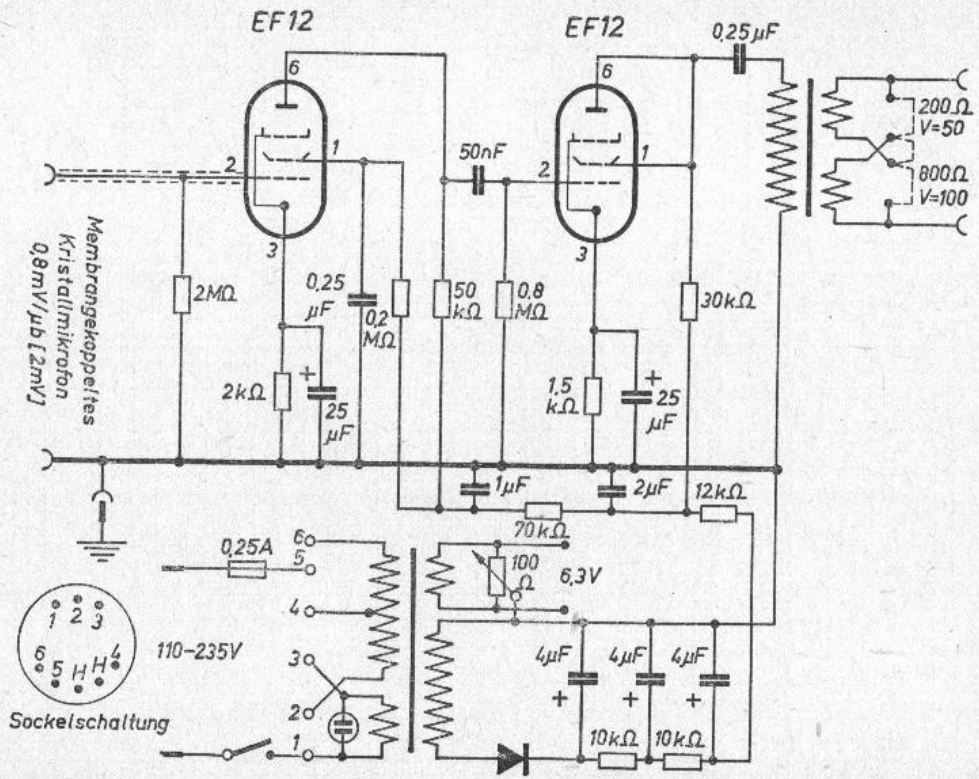 EF12
EF12
6
6
0,25 µF
1
2
3
1
2
3
50nF
200Ω
V=50
800Ω
V=100
Membrangekoppeltes
Kristallmikrofon
0,8mV/µb[2mV]
2MΩ
0,25
µF
0,2
MΩ
50
kΩ
0,8
MΩ
30kΩ
2kΩ
+
25
µF
1,5
kΩ
+
25
µF
1µF
2µF
12kΩ
70kΩ
0,25A
6
5
4
3
2
1
110-235V
100
Ω
6,3V
4µF
4µF
4µF
+
+
+
10kΩ
10kΩ
1
2
3
6
5
H
H
4
Sockelschaltung